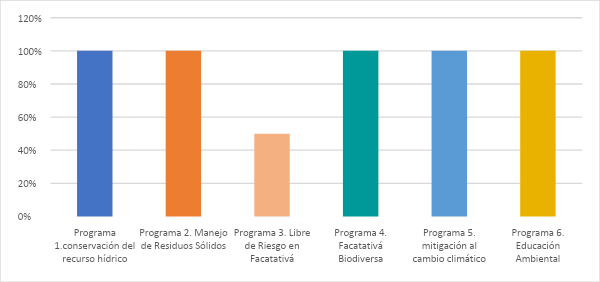 120%
100%
80%
60%
40%
20%
0%
Programa
1.conservación del
recurso hídrico
Programa 2. Manejo
de Residuos Sólidos
Programa 3. Libre
de Riesgo en
Facatativá
Programa 4.
Facatativá
Biodiversa
Programa 5.
mitigación al
cambio climático
Programa 6.
Educación
Ambiental